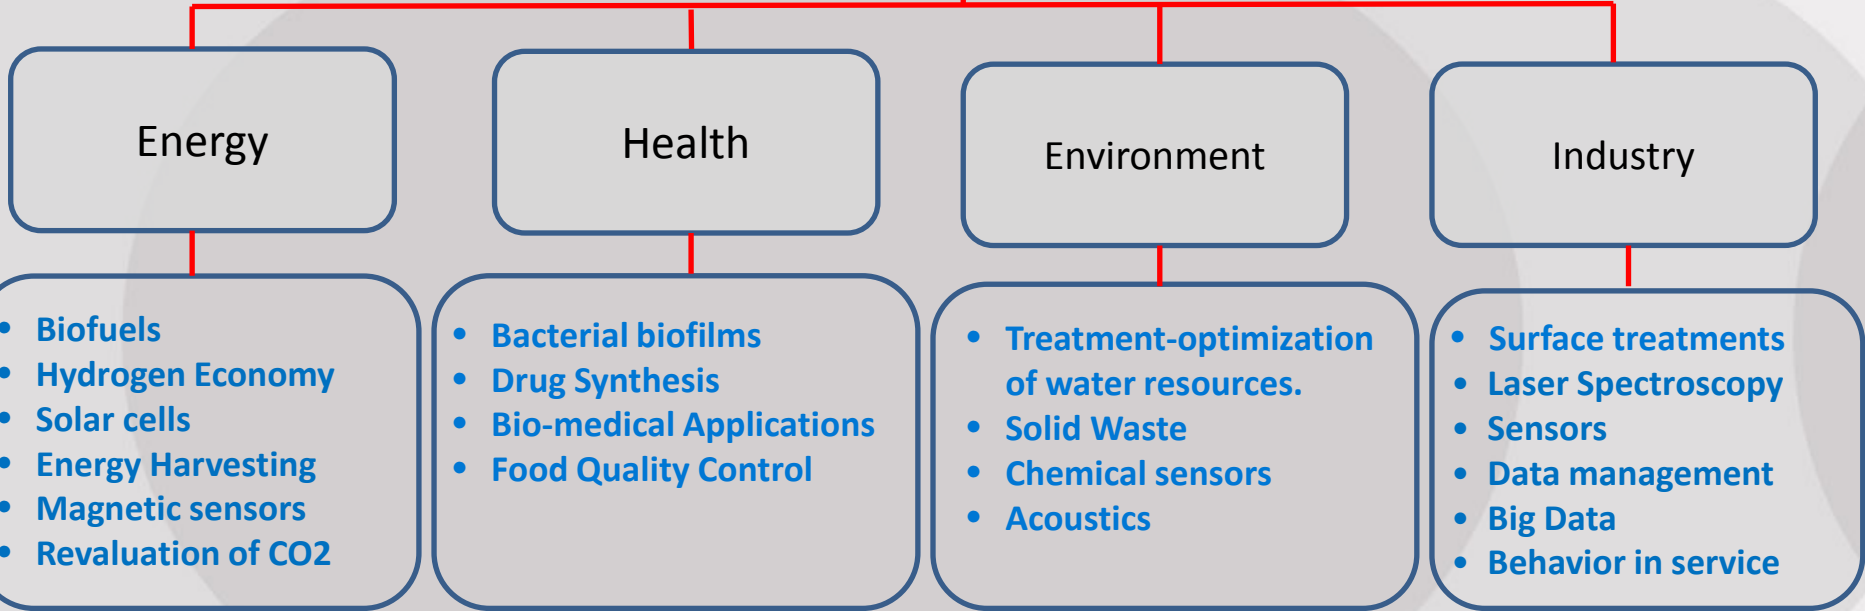 Energy
Health
Environment
Industry
• Biofuels
• Hydrogen Economy
• Solar cells
• Energy Harvesting
• Magnetic sensors
• Revaluation of CO2
• Bacterial biofilms
• Drug Synthesis
• Bio-medical Applications
• Food Quality Control
• Treatment-optimization
of water resources.
• Solid Waste
• Chemical sensors
• Acoustics
• Surface treatments
• Laser Spectroscopy
• Sensors
• Data management
• Big Data
• Behavior in service